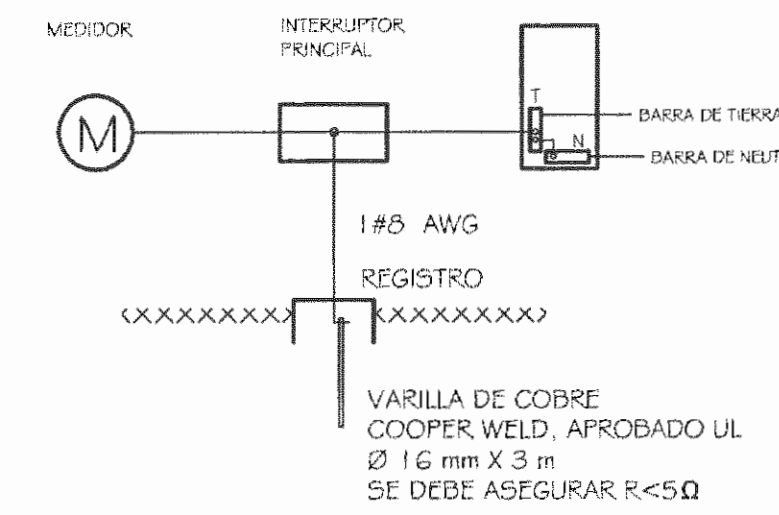 MEDIDOR
INTERRUPTOR
PRINCIPAL
M
T
BARRA DE TIERRA
N
BARRA DE NEUT
1#8 AWG
REGISTRO
VARILLA DE COBRE
COOPER WELD, APROBADO UL
Ø 16 mm X 3 m
SE DEBE ASEGURAR R<5Ω